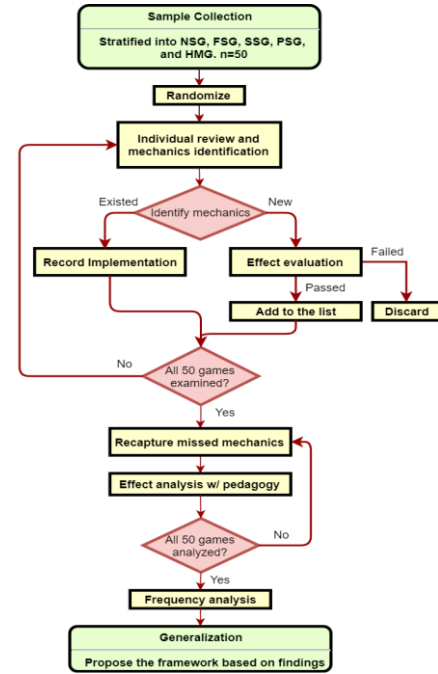 Sample Collection
Stratified into NSG, FSG, SSG, PSG,
and HMG. n=50
Randomize
Individual review and
mechanics identification
Existed
Identify mechanics
New
Record Implementation
Effect evaluation
Failed
Passed
Add to the list
Discard
No
All 50 games
examined?
Yes
Recapture missed mechanics
Effect analysis w/ pedagogy
No
All 50 games
analyzed?
Yes
Frequency analysis
Generalization
Propose the framework based on findings